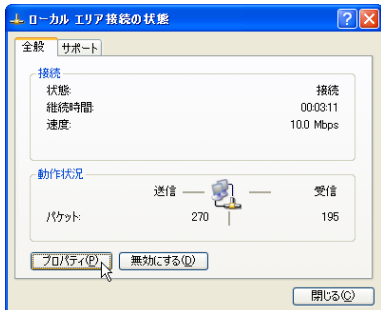 ローカル エリア接続の状態
全般 サポート
接続
状態: 接続
継続時間: 00:03:11
速度: 10.0 Mbps
動作状況
送信 受信
パケット: 270 195
プロパティ(P) 無効にする(D)
閉じる(C)